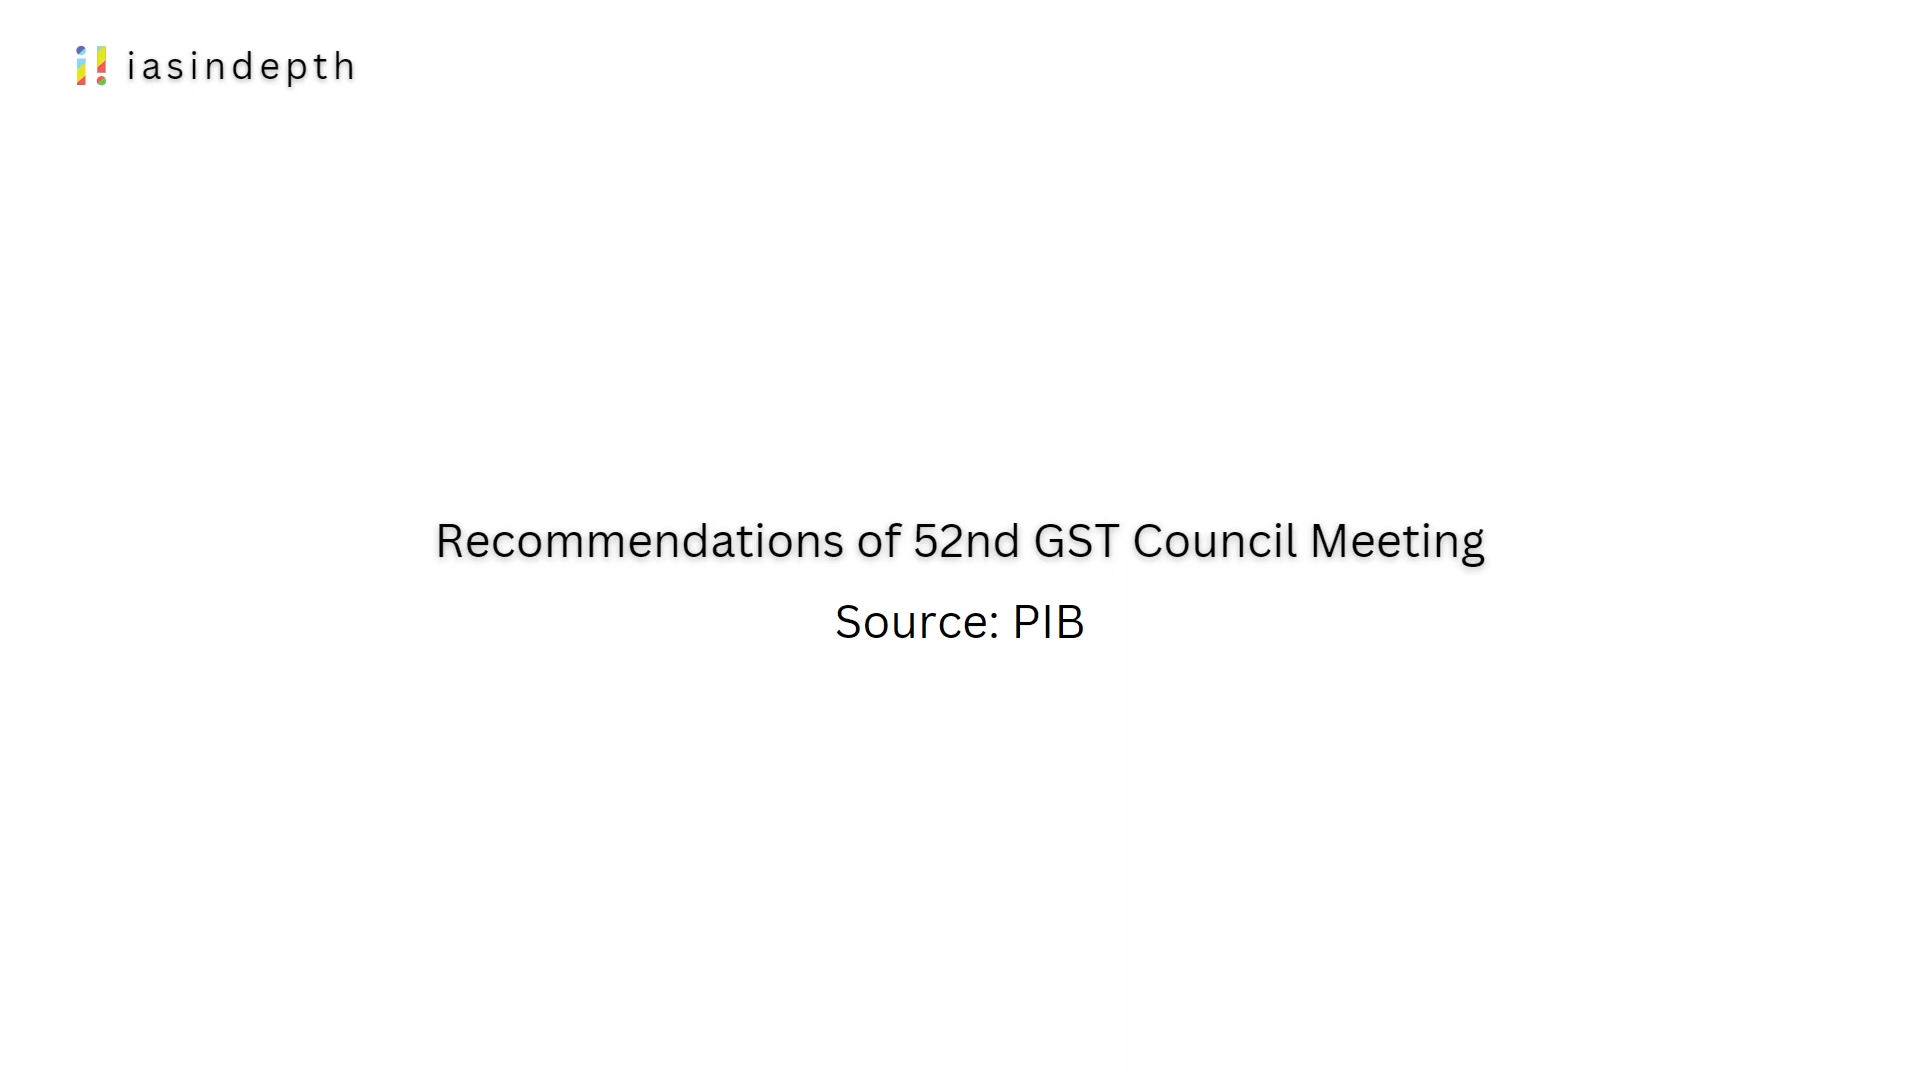 iasindepth
Recommendations of 52nd GST Council Meeting
Source: PIB